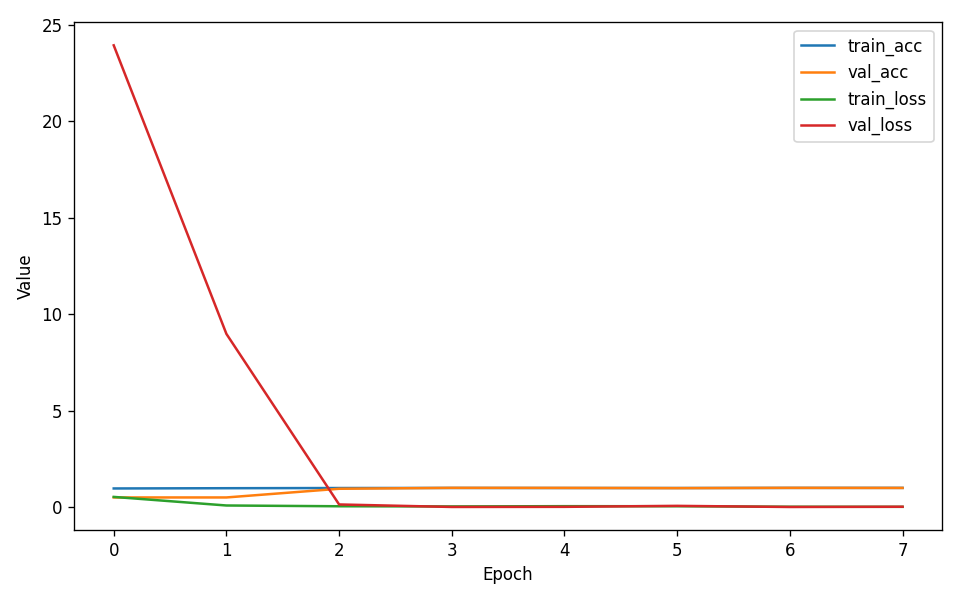 25
20
15
10
5
0
Value
0 1 2 3 4 5 6 7
Epoch
train_acc
val_acc
train_loss
val_loss